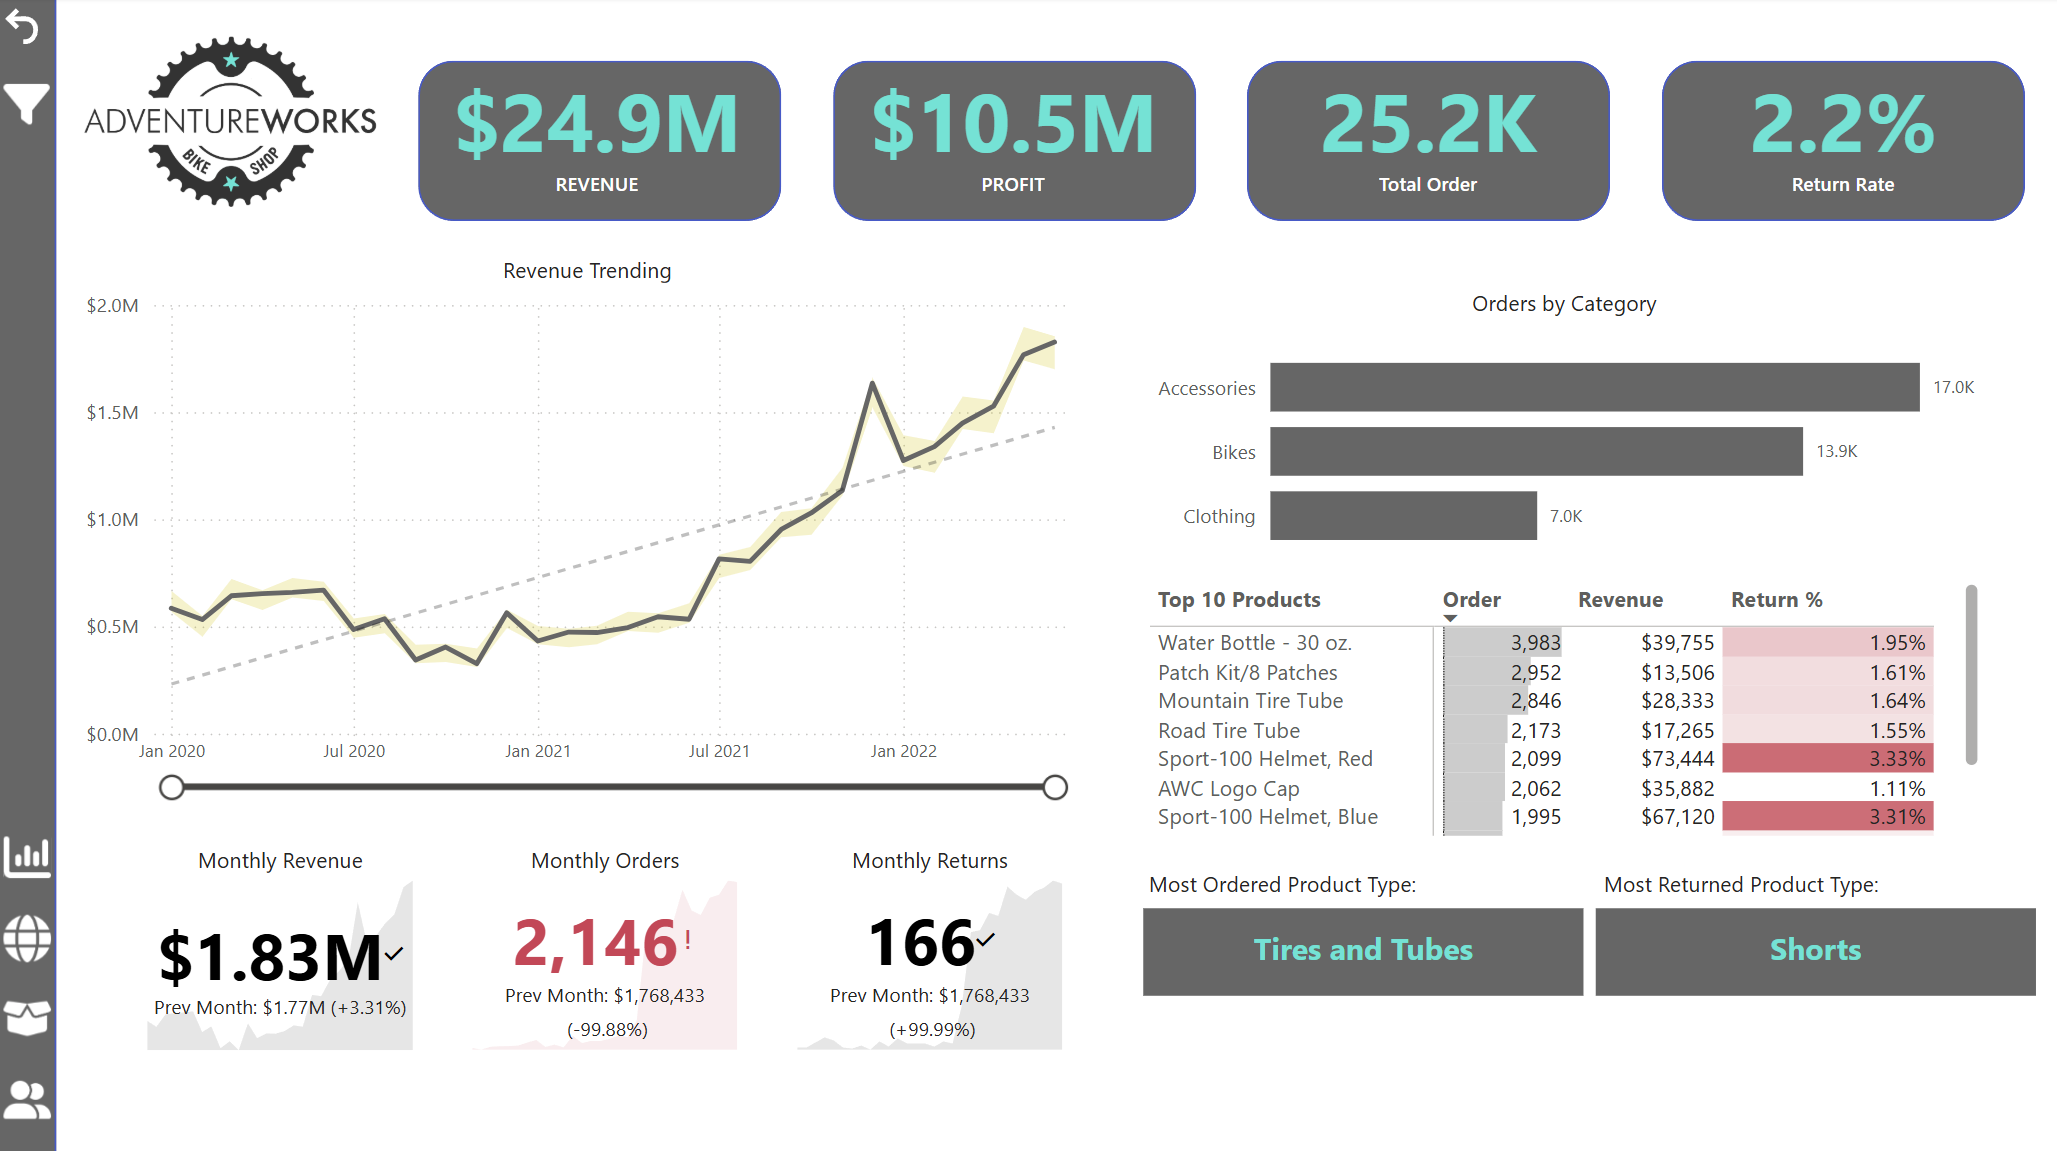 ADVENTUREWORKS
BIKE SHOP
$24.9M
REVENUE
$10.5M
PROFIT
25.2K
Total Order
2.2%
Return Rate
Revenue Trending
$2.0M
$1.5M
$1.0M
$0.5M
$0.0M
Jan 2020 Jul 2020 Jan 2021 Jul 2021 Jan 2022
Orders by Category
Accessories 17.0K
Bikes 13.9K
Clothing 7.0K
Top 10 Products Order Revenue Return %
Water Bottle - 30 oz. 3,983 $39,755 1.95%
Patch Kit/8 Patches 2,952 $13,506 1.61%
Mountain Tire Tube 2,846 $28,333 1.64%
Road Tire Tube 2,173 $17,265 1.55%
Sport-100 Helmet, Red 2,099 $73,444 3.33%
AWC Logo Cap 2,062 $35,882 1.11%
Sport-100 Helmet, Blue 1,995 $67,120 3.31%
Monthly Revenue
$1.83M
Prev Month: $1.77M (+3.31%)
Monthly Orders
2,146!
Prev Month: $1,768,433
(-99.88%)
Monthly Returns
166
Prev Month: $1,768,433
(+99.99%)
Most Ordered Product Type:
Tires and Tubes
Most Returned Product Type:
Shorts